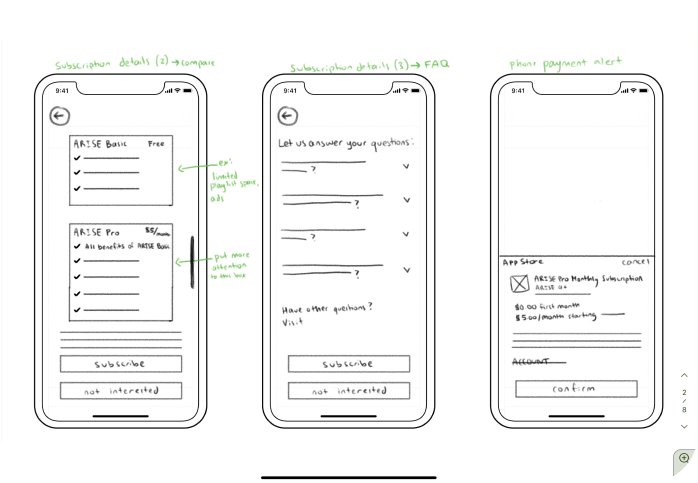 Subscription details (2) → compare
9:41
ARISE Basic Free
ex:
limited
playlist space,
ads
ARISE Pro $5/month
All benefits of ARISE Basic
put more
attention
to this box
subscribe
not interested
Subscription details (3) → FAQ
9:41
Let us answer your questions:
?
?
?
?
Have other questions?
Visit
subscribe
not interested
phone payment alert
9:41
App Store cancel
ARISE Pro Monthly Subscription
$0.00 first month
$5.00/month starting
ACCOUNT
confirm
2
/
8